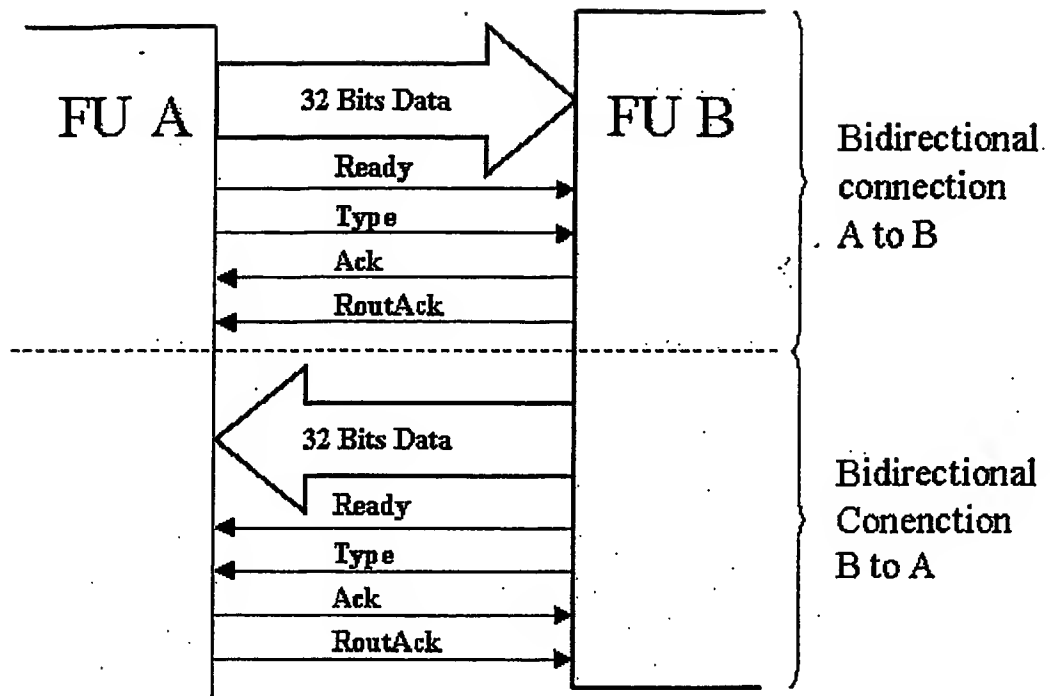 FU A
32 Bits Data
FU B
Ready
Type
Ack
RoutAck
Bidirectional
connection
A to B
32 Bits Data
Ready
Type
Ack
RoutAck
Bidirectional
Conenction
B to A